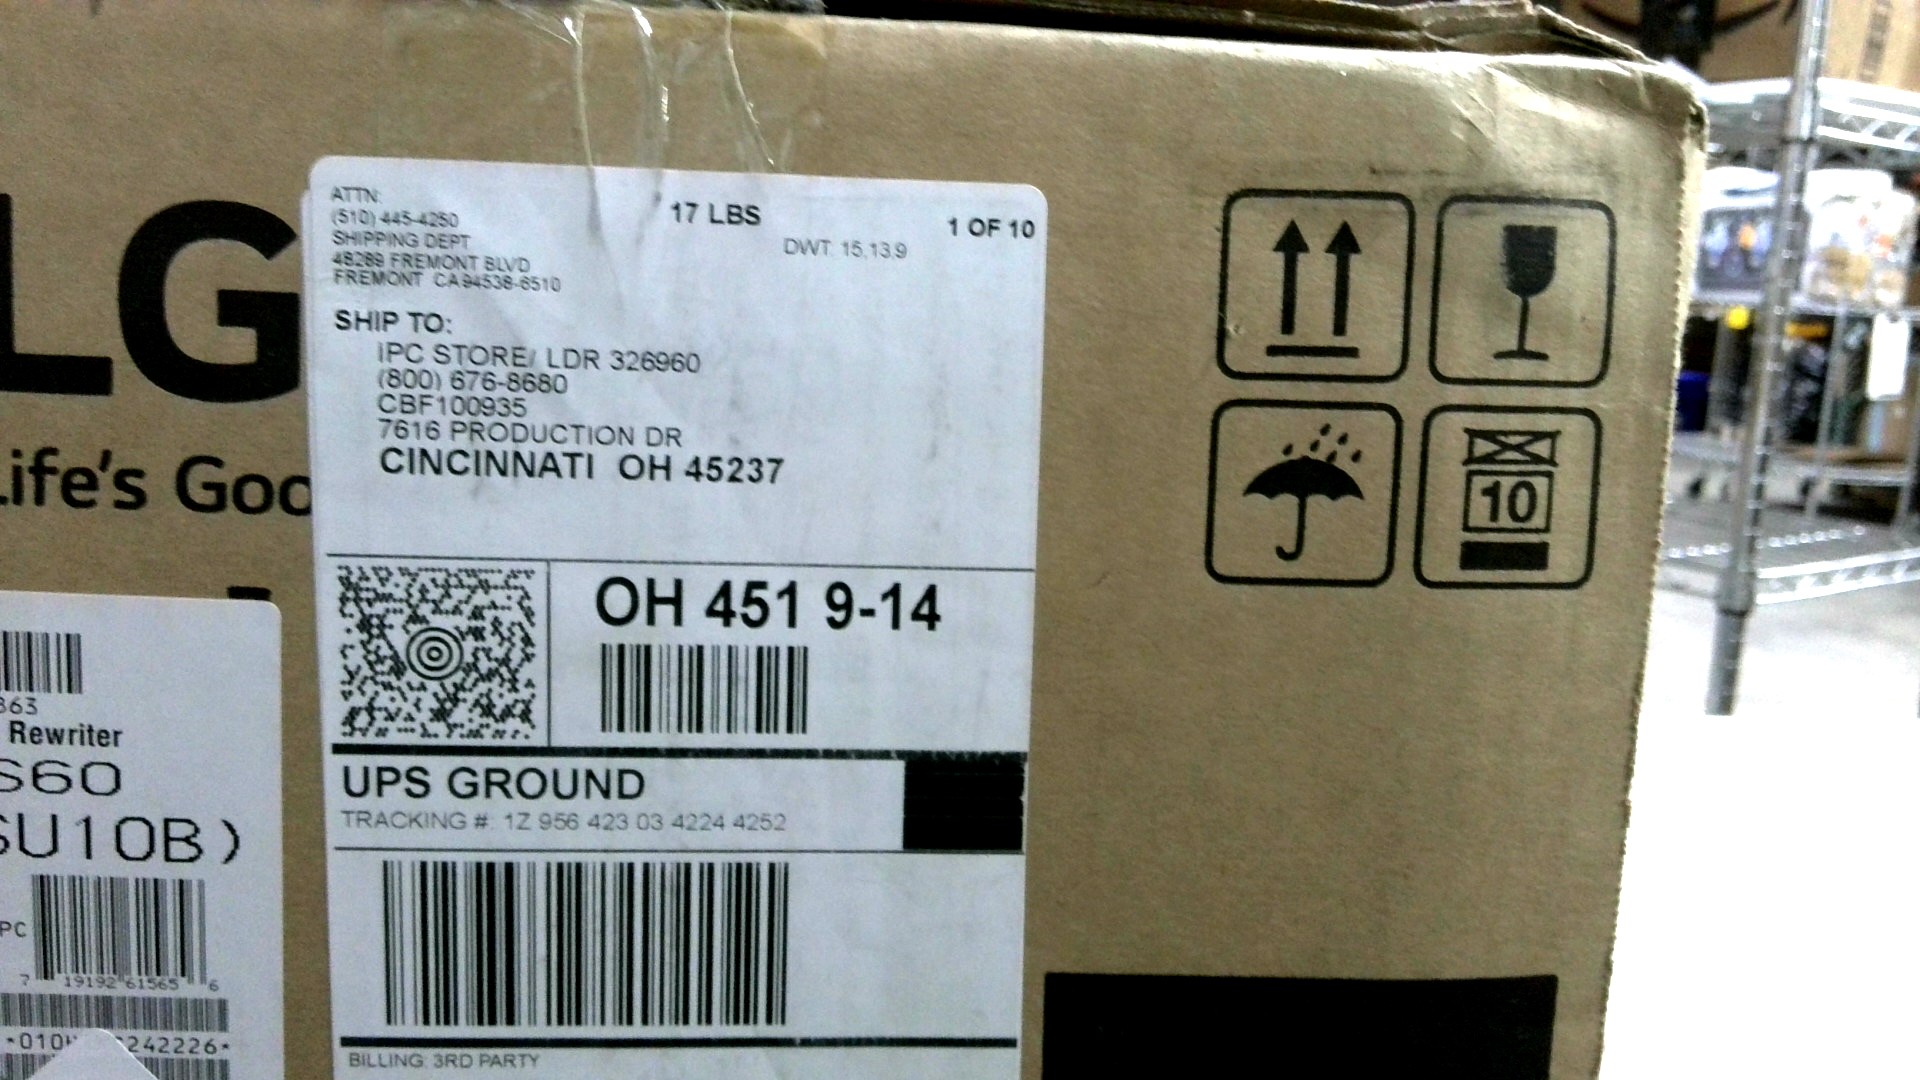 LG
Life's Goo
ATTN:
(510) 445-4250
SHIPPING DEPT
48289 FREMONT BLVD
FREMONT CA94538-6510
17 LBS
1 OF 10
DWT: 15,13,9
SHIP TO:
IPC STORE/ LDR 326960
(800) 676-8680
CBF100935
7616 PRODUCTION DR
CINCINNATI OH 45237
OH 451 9-14
UPS GROUND
TRACKING #: 1Z 956 423 03 4224 4252
BILLING: 3RD PARTY
10
363
Rewriter
S60
SU10B)
PC
7 19192 61565 6
242226*